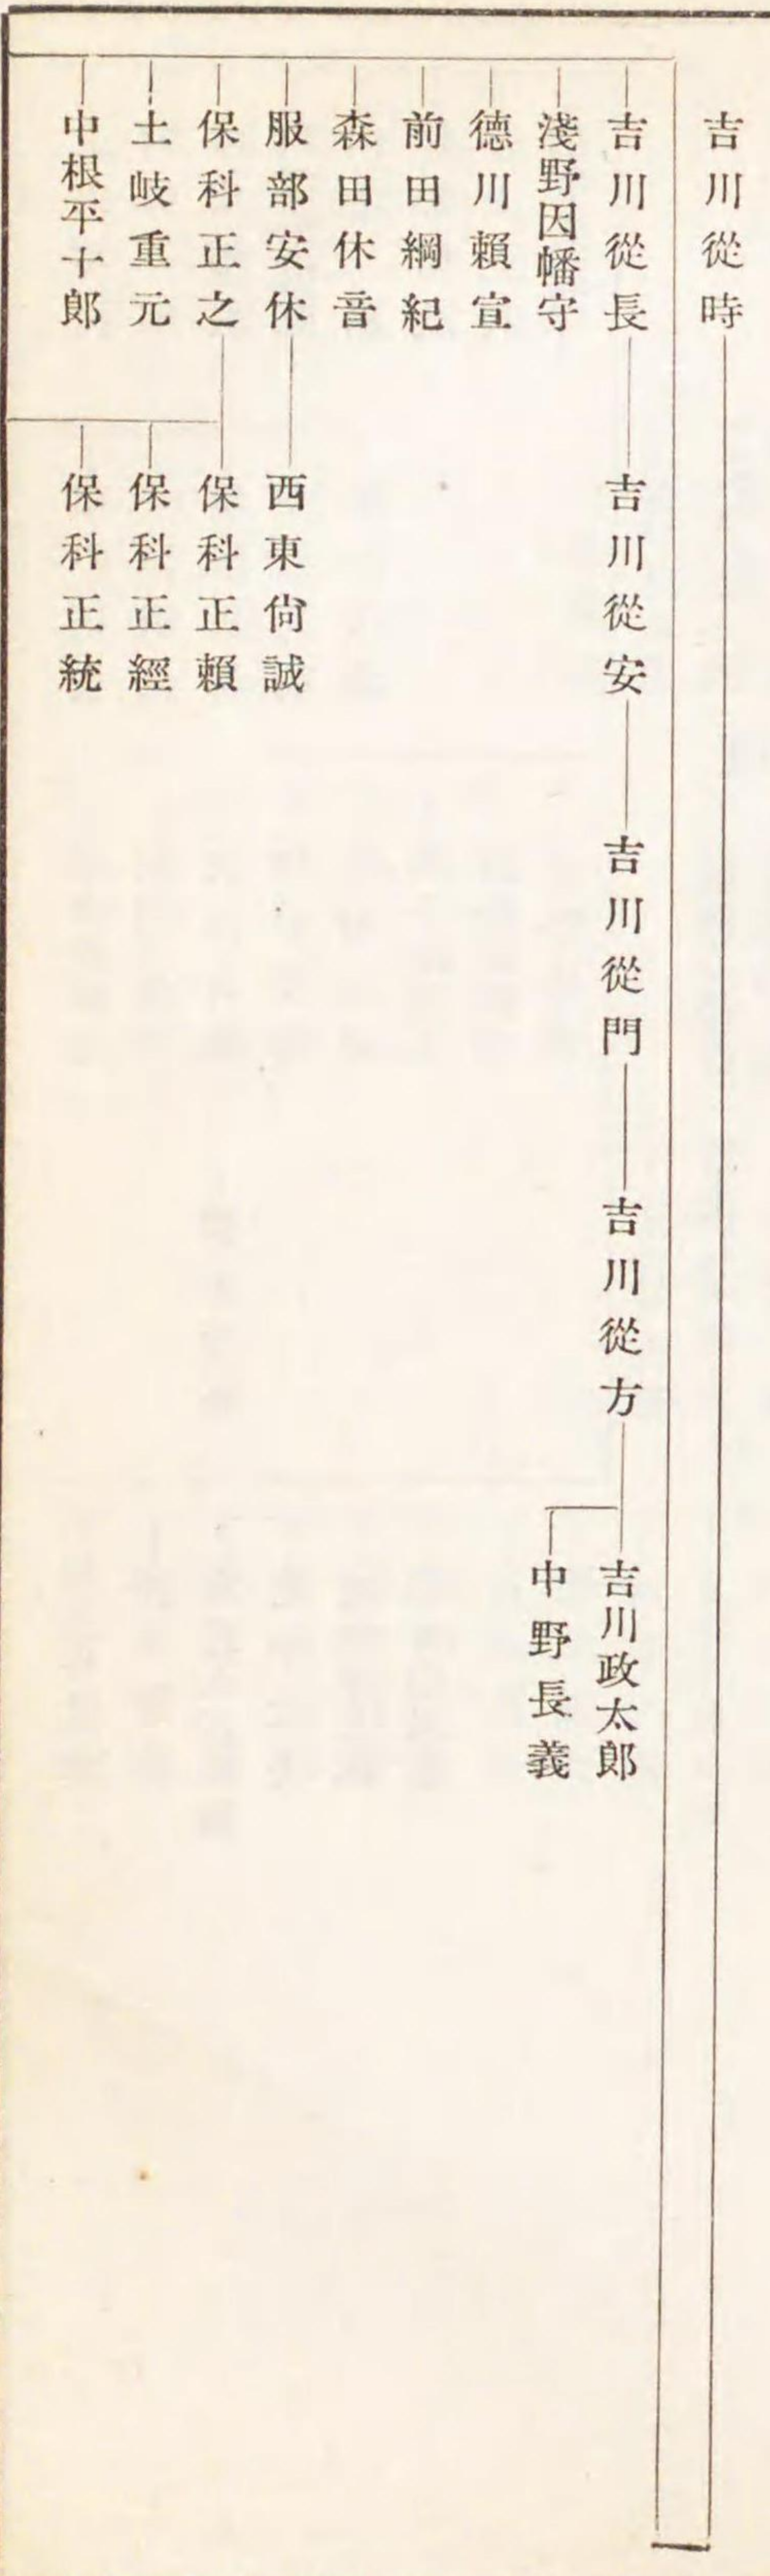 吉川從時
吉川從長
吉川從安
吉川從門
吉川從方
吉川政太郎
中野長義
淺野因幡守
德川賴宣
前田綱紀
森田休音
服部安休
西東尙誠
保科正之
保科正賴
保科正經
保科正統
土岐重元
中根平十郎